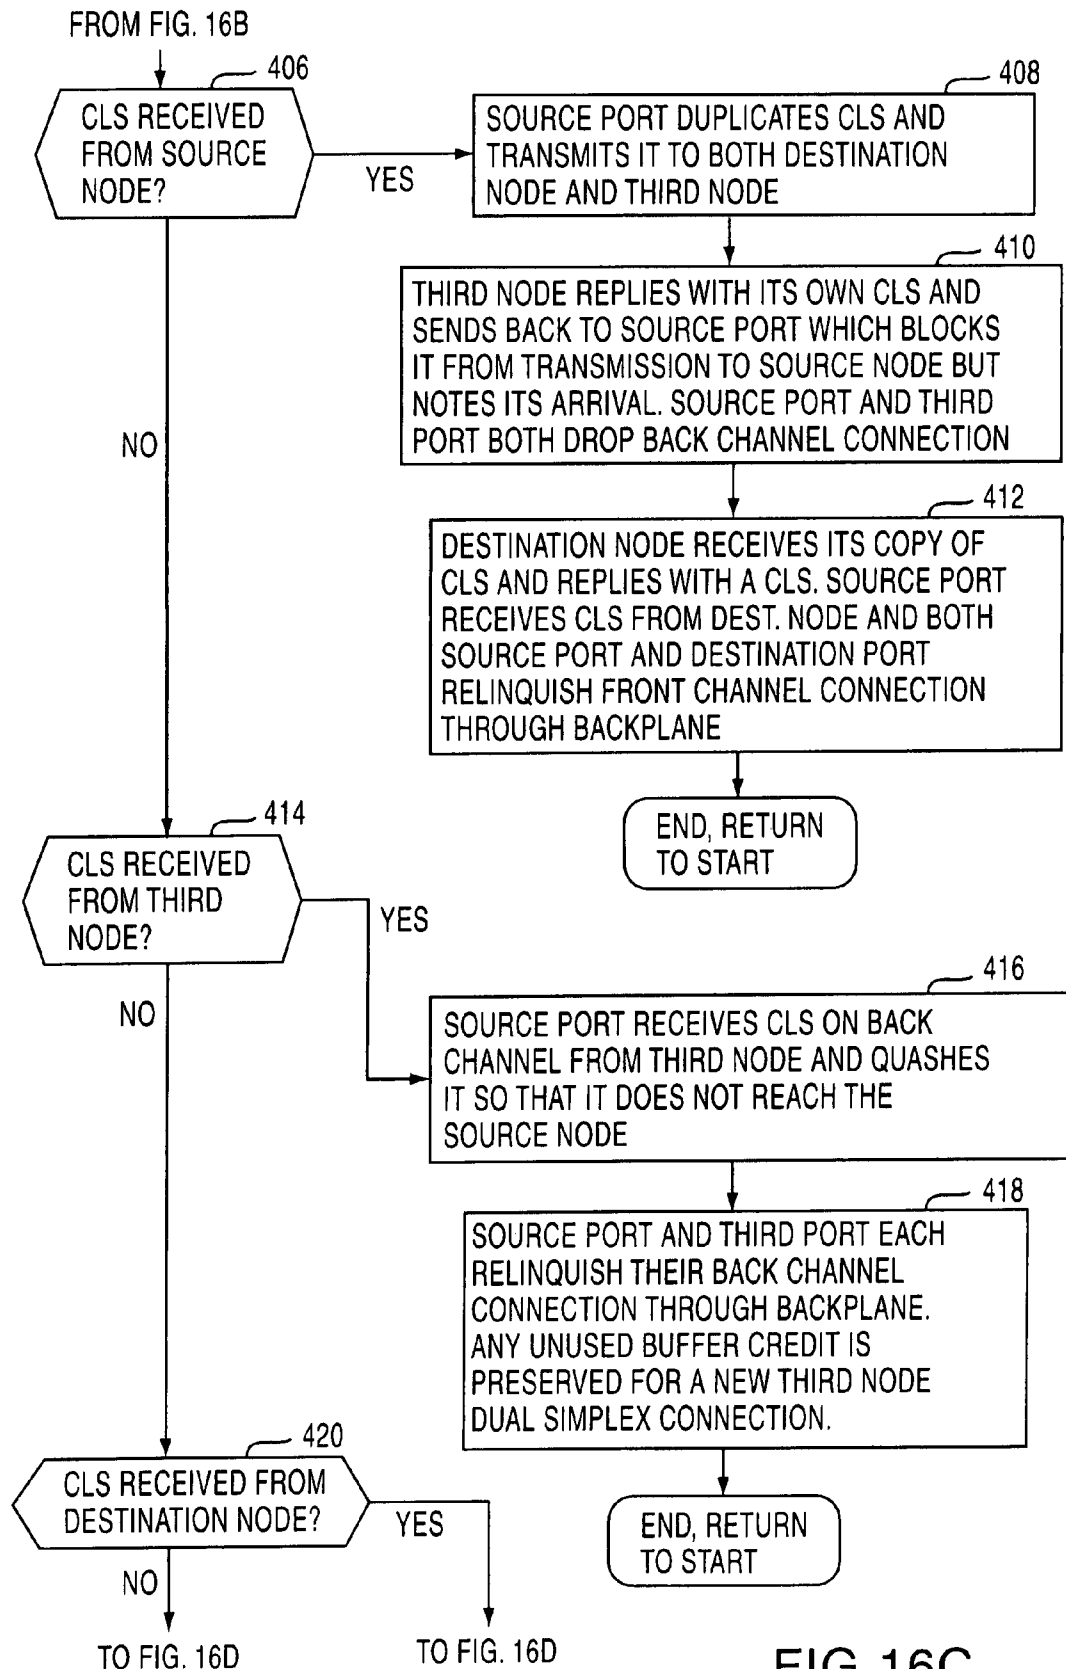 FROM FIG. 16B
406
CLS RECEIVED
FROM SOURCE
NODE?
YES
408
SOURCE PORT DUPLICATES CLS AND
TRANSMITS IT TO BOTH DESTINATION
NODE AND THIRD NODE
410
THIRD NODE REPLIES WITH ITS OWN CLS AND
SENDS BACK TO SOURCE PORT WHICH BLOCKS
IT FROM TRANSMISSION TO SOURCE NODE BUT
NOTES ITS ARRIVAL. SOURCE PORT AND THIRD
PORT BOTH DROP BACK CHANNEL CONNECTION
NO
412
DESTINATION NODE RECEIVES ITS COPY OF
CLS AND REPLIES WITH A CLS. SOURCE PORT
RECEIVES CLS FROM DEST. NODE AND BOTH
SOURCE PORT AND DESTINATION PORT
RELINQUISH FRONT CHANNEL CONNECTION
THROUGH BACKPLANE
END, RETURN
TO START
414
CLS RECEIVED
FROM THIRD
NODE?
YES
NO
416
SOURCE PORT RECEIVES CLS ON BACK
CHANNEL FROM THIRD NODE AND QUASHES
IT SO THAT IT DOES NOT REACH THE
SOURCE NODE
418
SOURCE PORT AND THIRD PORT EACH
RELINQUISH THEIR BACK CHANNEL
CONNECTION THROUGH BACKPLANE.
ANY UNUSED BUFFER CREDIT IS
PRESERVED FOR A NEW THIRD NODE
DUAL SIMPLEX CONNECTION.
END, RETURN
TO START
420
CLS RECEIVED FROM
DESTINATION NODE?
YES
NO
TO FIG. 16D
TO FIG. 16D
FIG. 16C